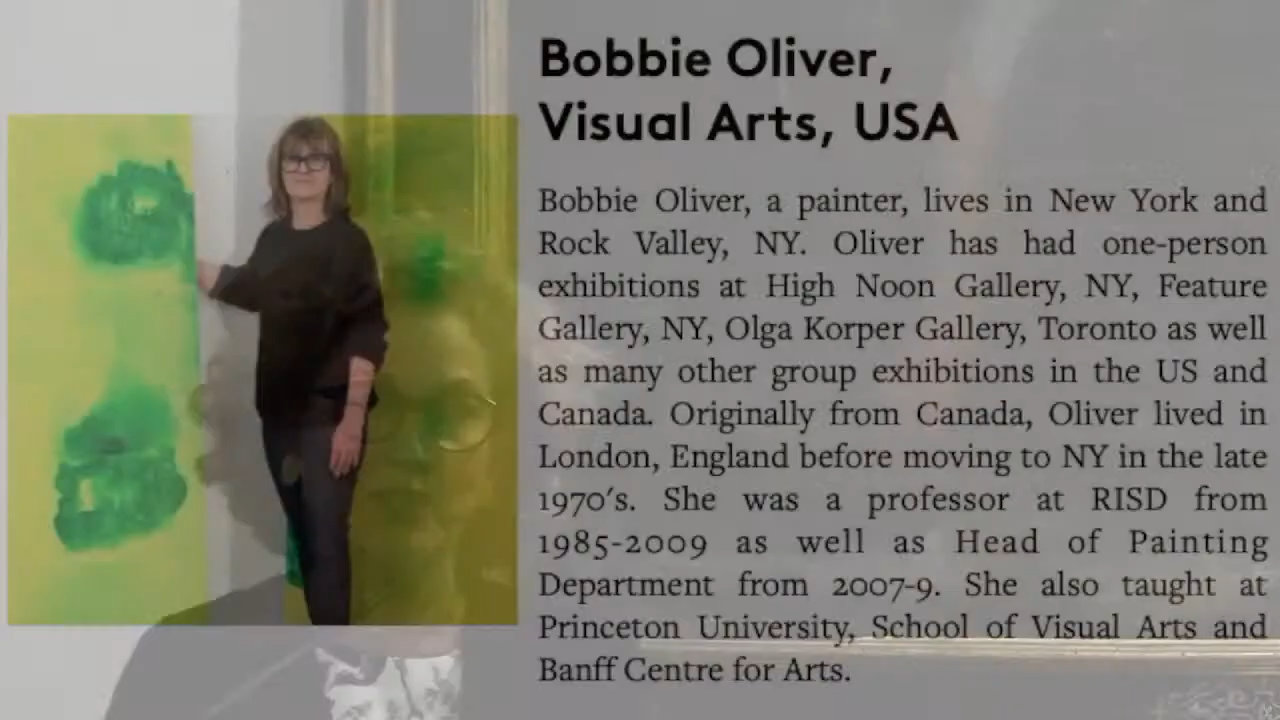 Bobbie Oliver,
Visual Arts, USA
Bobbie Oliver, a painter, lives in New York and
Rock Valley, NY. Oliver has had one-person
exhibitions at High Noon Gallery, NY, Feature
Gallery, NY, Olga Korper Gallery, Toronto as well
as many other group exhibitions in the US and
Canada. Originally from Canada, Oliver lived in
London, England before moving to NY in the late
1970′s. She was a professor at RISD from
1985-2009 as well as Head of Painting
Department from 2007-9. She also taught at
Princeton University, School of Visual Arts and
Banff Centre for Arts.